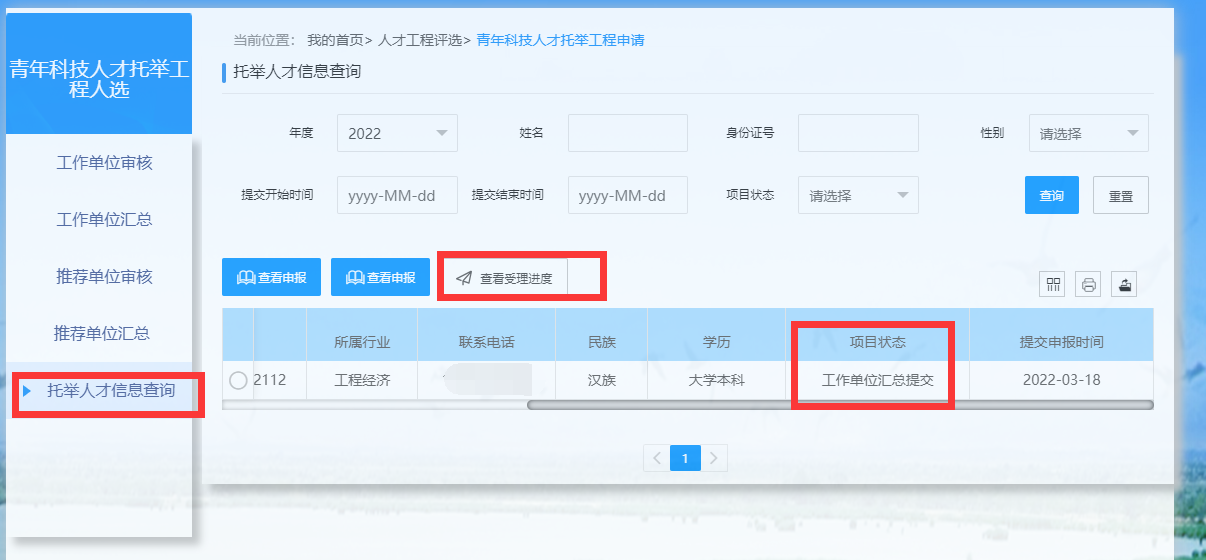 青年科技人才托举工
程人选
工作单位审核
工作单位汇总
推荐单位审核
推荐单位汇总
托举人才信息查询
当前位置： 我的首页> 人才工程评选> 青年科技人才托举工程申请
托举人才信息查询
年度 2022 姓名 身份证号 性别 请选择
提交开始时间 yyyy-MM-dd 提交结束时间 yyyy-MM-dd 项目状态 请选择 查询 重置
查看申报 查看申报 查看受理进度
所属行业 联系电话 民族 学历 项目状态 提交申报时间
2112 工程经济 汉族 大学本科 工作单位汇总提交 2022-03-18
1